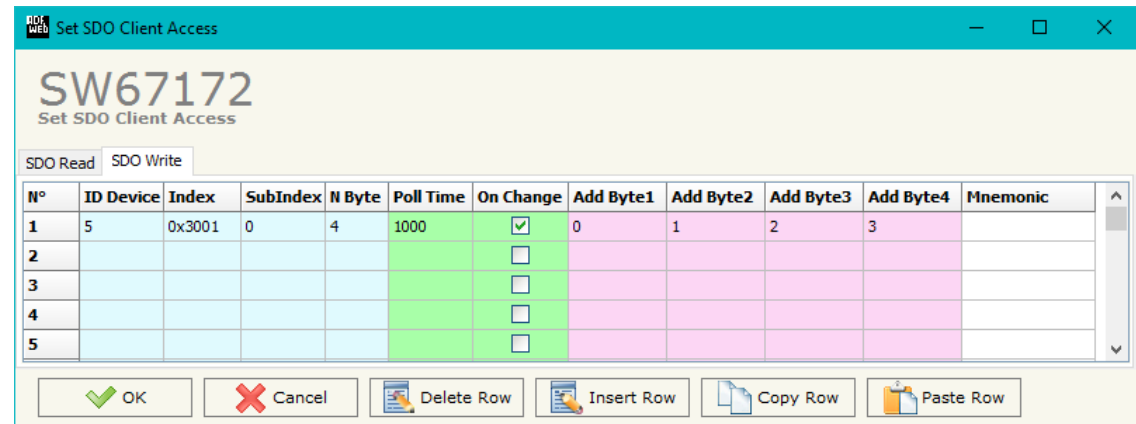 ADF
WEB Set SDO Client Access
SW67172
Set SDO Client Access
SDO Read SDO Write
N° ID Device Index SubIndex N Byte Poll Time On Change Add Byte1 Add Byte2 Add Byte3 Add Byte4 Mnemonic
1 5 0x3001 0 4 1000 0 1 2 3
2
3
4
5
OK Cancel Delete Row Insert Row Copy Row Paste Row